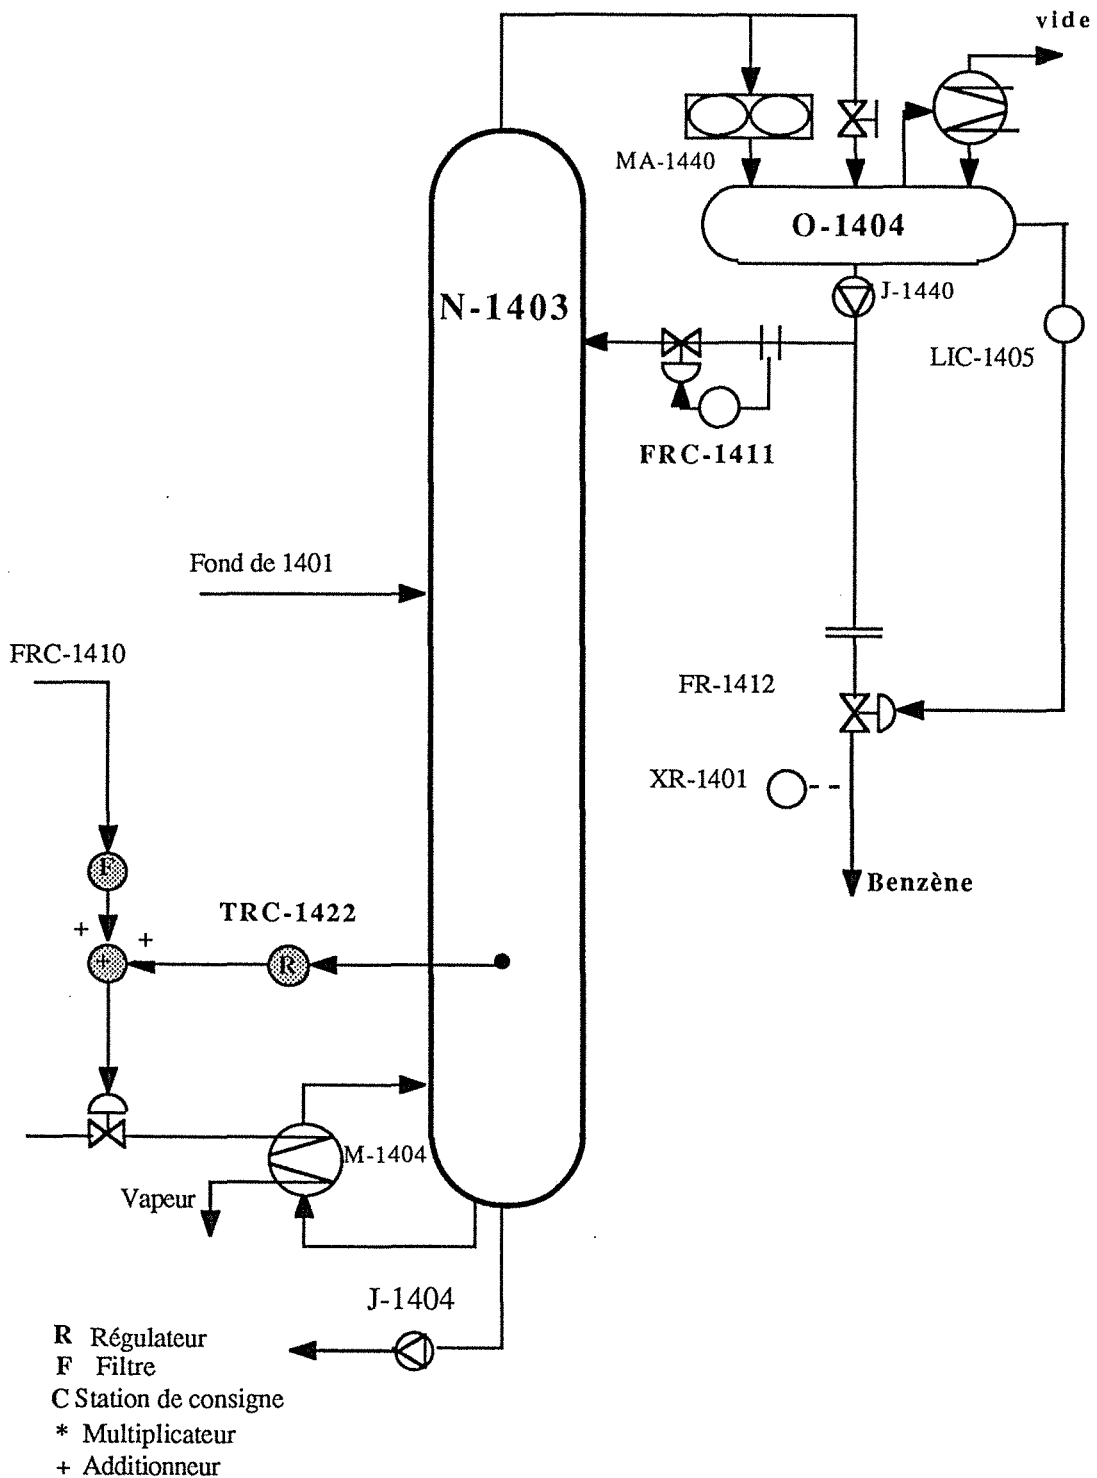 vide
MA-1440
O-1404
J-1440
N-1403
LIC-1405
FRC-1411
Fond de 1401
FRC-1410
FR-1412
XR-1401
F
Benzène
TRC-1422
+
+
+
R
M-1404
Vapeur
J-1404
R Régulateur
F Filtre
C Station de consigne
* Multiplicateur
+ Additionneur